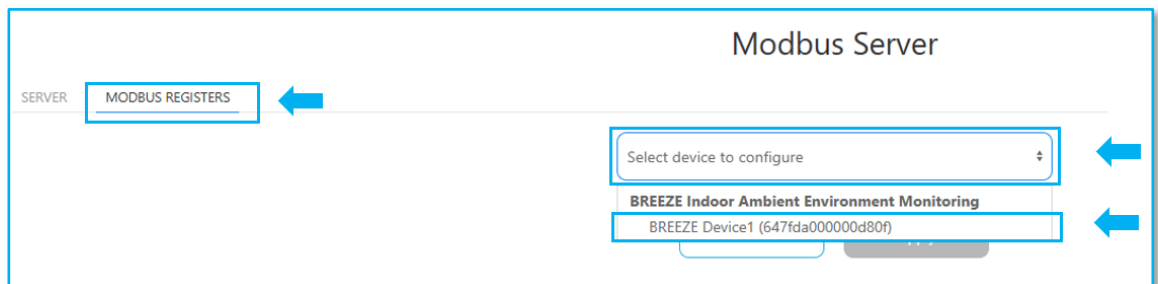 Modbus Server
SERVER MODBUS REGISTERS
Select device to configure
BREEZE Indoor Ambient Environment Monitoring
BREEZE Device1 (647fda000000d80f)